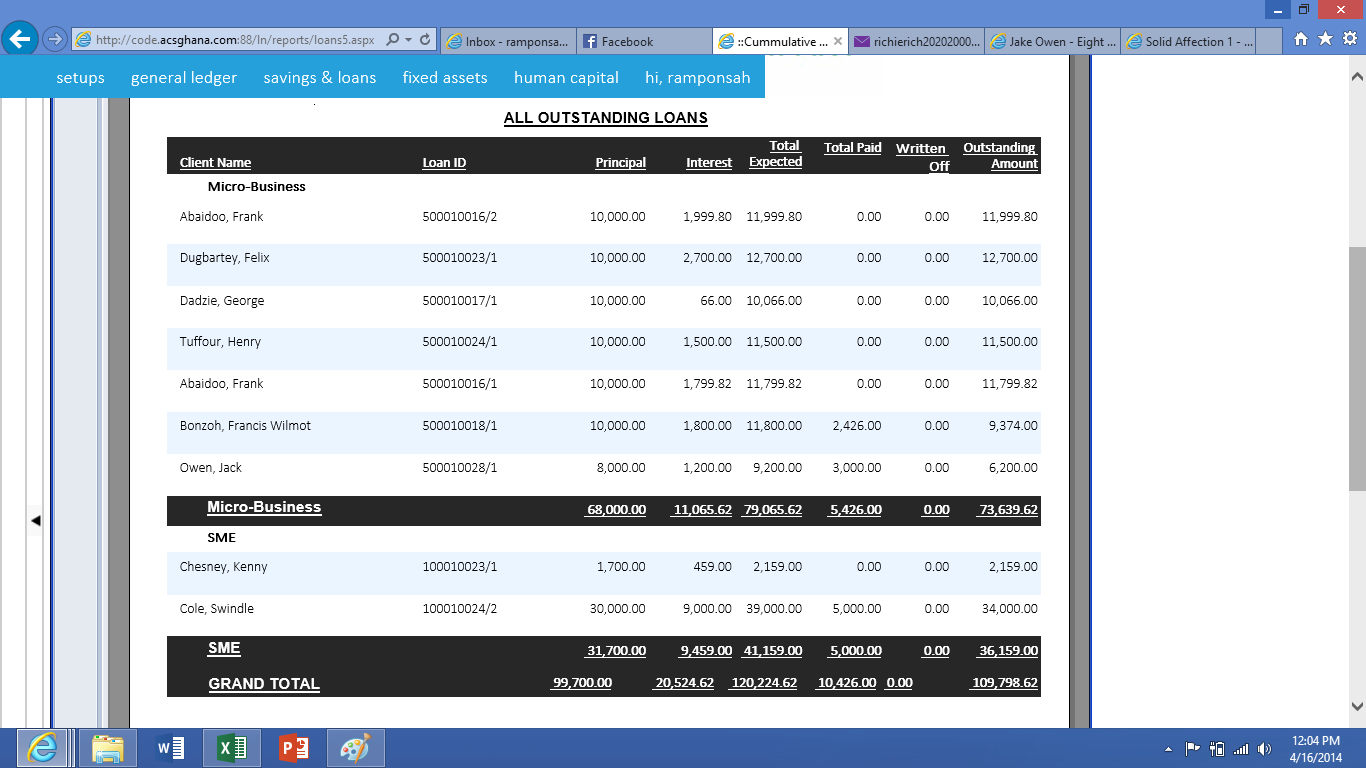 http://code.acsghana.com:88/ln/reports/loans5.aspx
Inbox - ramponsa...
Facebook
::Cummulative ...
richierich20202000...
Jake Owen - Eight ...
Solid Affection 1 - ...
setups general ledger savings & loans fixed assets human capital hi, ramponsah
ALL OUTSTANDING LOANS
Client Name Loan ID Principal Interest Total Expected Total Paid Written Off Outstanding Amount
Micro-Business
Abaidoo, Frank 500010016/2 10,000.00 1,999.80 11,999.80 0.00 0.00 11,999.80
Dugbartey, Felix 500010023/1 10,000.00 2,700.00 12,700.00 0.00 0.00 12,700.00
Dadzie, George 500010017/1 10,000.00 66.00 10,066.00 0.00 0.00 10,066.00
Tuffour, Henry 500010024/1 10,000.00 1,500.00 11,500.00 0.00 0.00 11,500.00
Abaidoo, Frank 500010016/1 10,000.00 1,799.82 11,799.82 0.00 0.00 11,799.82
Bonzoh, Francis Wilmot 500010018/1 10,000.00 1,800.00 11,800.00 2,426.00 0.00 9,374.00
Owen, Jack 500010028/1 8,000.00 1,200.00 9,200.00 3,000.00 0.00 6,200.00
Micro-Business 68,000.00 11,065.62 79,065.62 5,426.00 0.00 73,639.62
SME
Chesney, Kenny 100010023/1 1,700.00 459.00 2,159.00 0.00 0.00 2,159.00
Cole, Swindle 100010024/2 30,000.00 9,000.00 39,000.00 5,000.00 0.00 34,000.00
SME 31,700.00 9,459.00 41,159.00 5,000.00 0.00 36,159.00
GRAND TOTAL 99,700.00 20,524.62 120,224.62 10,426.00 0.00 109,798.62
12:04 PM
4/16/2014